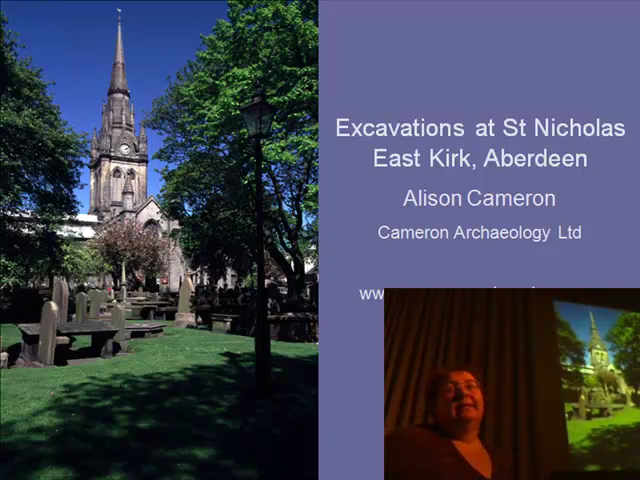 Excavations at St Nicholas
East Kirk, Aberdeen
Alison Cameron
Cameron Archaeology Ltd